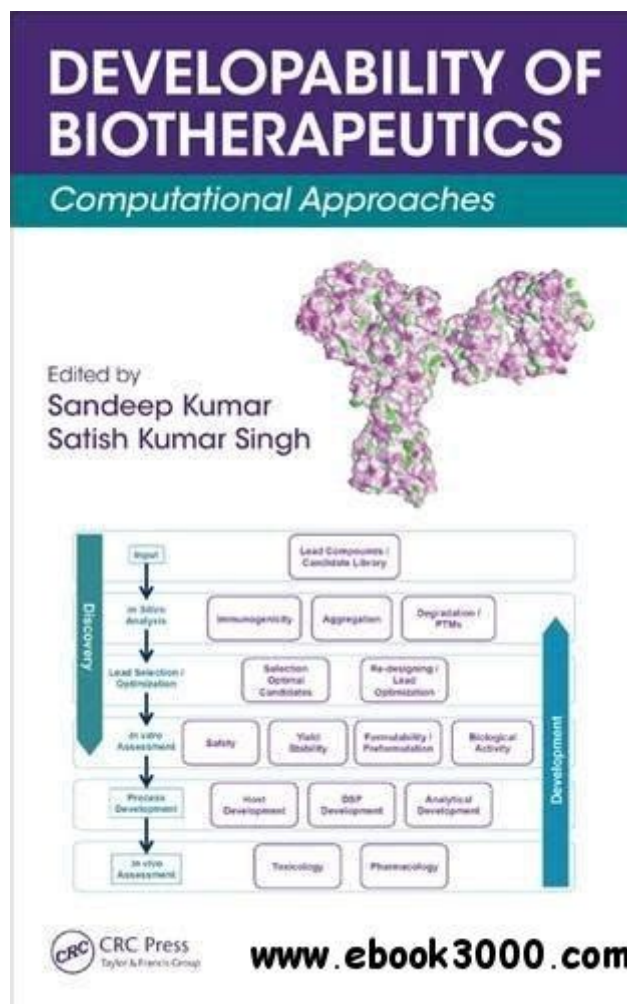 DEVELOPABILITY OF
BIOTHERAPEUTICS
Computational Approaches
Edited by
Sandeep Kumar
Satish Kumar Singh
Discovery
Input
Lead Compounds /
Candidate Library
in Silico
Analysis
Immunogenicity
Aggregation
Degradation /
PTMs
Lead Selection /
Optimization
Selection
Optimal
Candidates
Re-designing /
Lead
Optimization
in vitro
Assessment
Safety
Yield
Stability
Formulability /
Preformulation
Biological
Activity
Process
Development
Host
Development
DSP
Development
Analytical
Development
in vivo
Assessment
Toxicology
Pharmacology
Development
CRC
CRC Press
Taylor & Francis Group
www.ebook3000.com